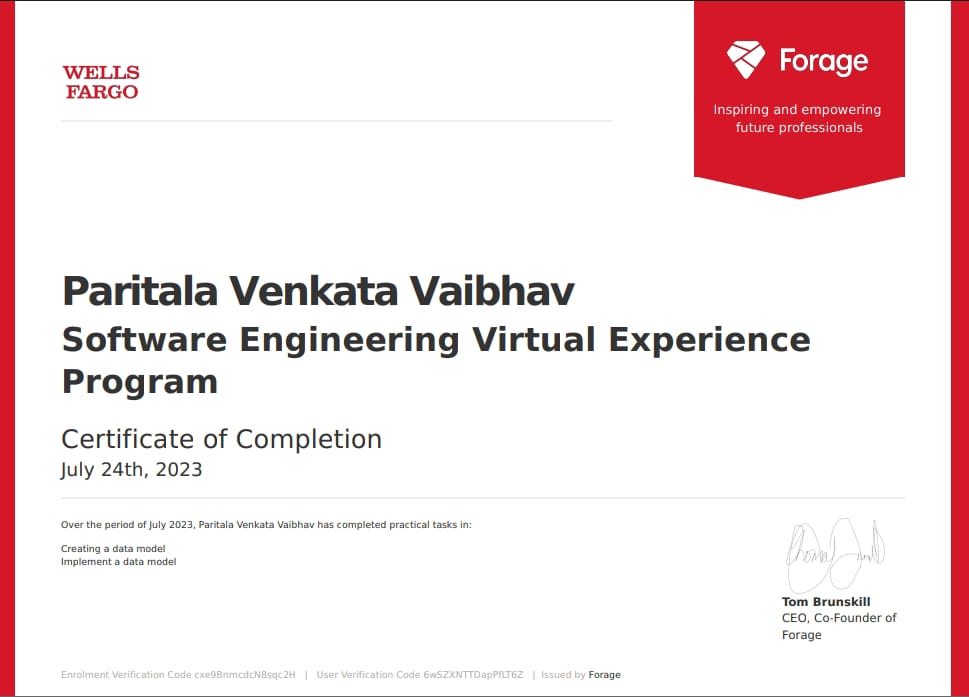 WELLS
FARGO
Forage
Inspiring and empowering
future professionals
Paritala Venkata Vaibhav
Software Engineering Virtual Experience
Program
Certificate of Completion
July 24th, 2023
Over the period of July 2023, Paritala Venkata Vaibhav has completed practical tasks in:
Creating a data model
Implement a data model
Tom Brunskill
CEO, Co-Founder of
Forage
Enrolment Verification Code cxe9BnmcdcN8sqc2H | User Verification Code 6wSZXNTTDapPfLT6Z | Issued by Forage